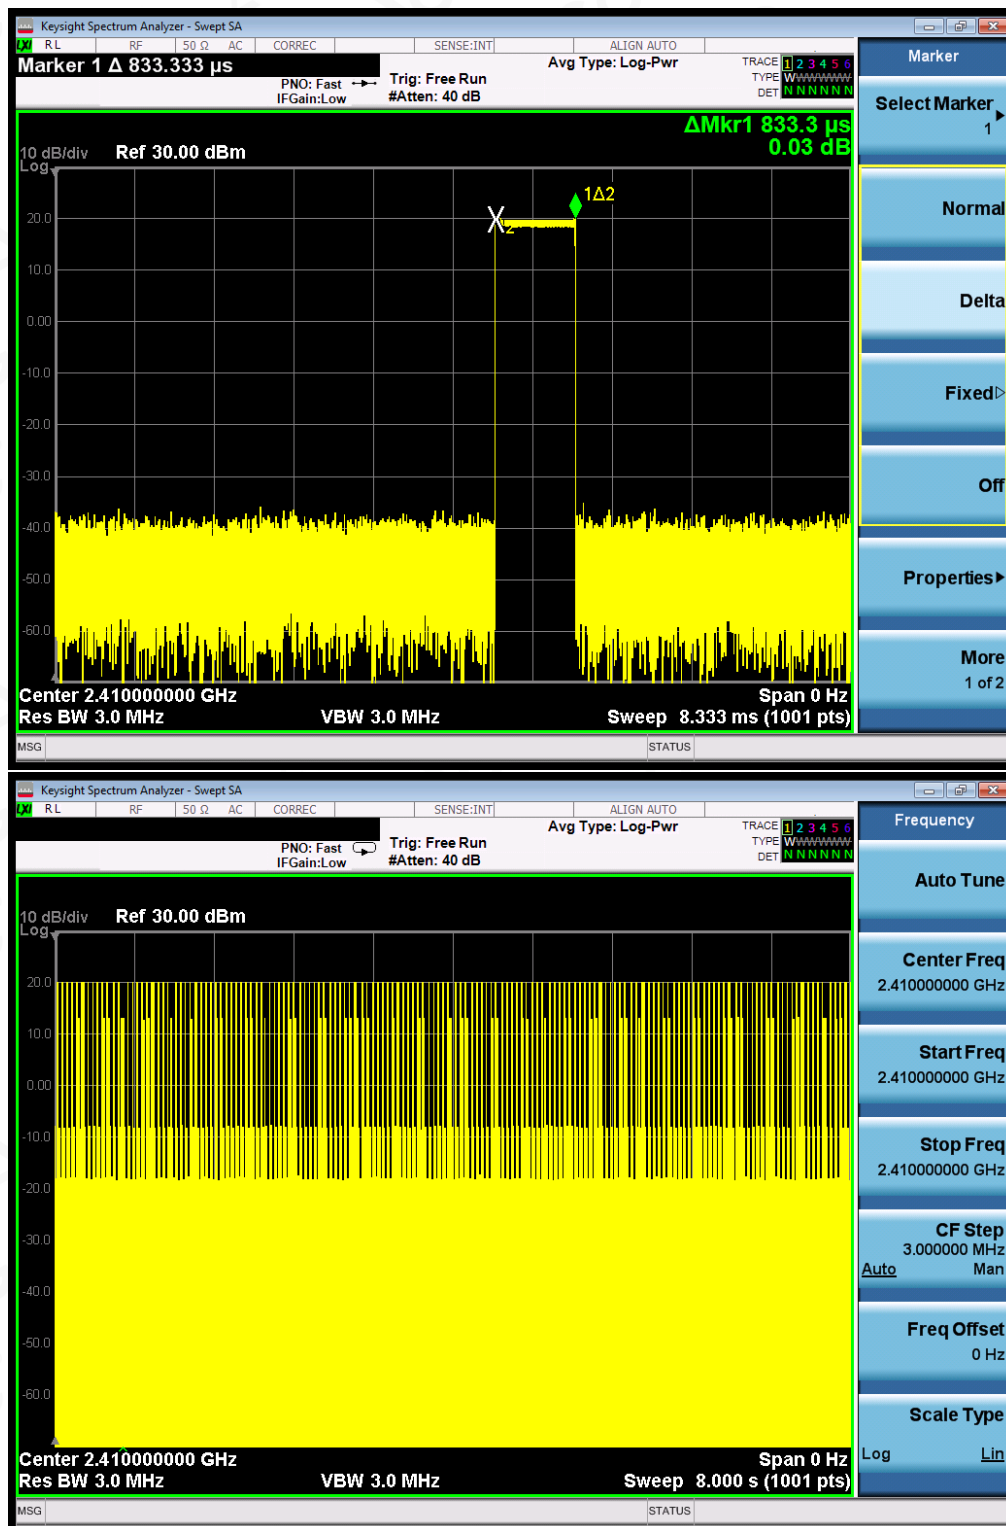 Keysight Spectrum Analyzer - Swept SA
LXI RL RF 50 Ω AC CORREC SENSE:INT ALIGN AUTO
Marker 1 Δ 833.333 µs
PNO: Fast
IFGain:Low
Trig: Free Run
#Atten: 40 dB
Avg Type: Log-Pwr
TRACE 1 2 3 4 5 6
TYPE WWWWWW
DET N N N N N N
ΔMkr1 833.3 µs
0.03 dB
10 dB/div Ref 30.00 dBm
Log
1Δ2
X2
20.0
10.0
0.00
-10.0
-20.0
-30.0
-40.0
-50.0
-60.0
Center 2.410000000 GHz Span 0 Hz
Res BW 3.0 MHz VBW 3.0 MHz Sweep 8.333 ms (1001 pts)
MSG STATUS
Marker
Select Marker
1
Normal
Delta
Fixed
Off
Properties
More
1 of 2
Keysight Spectrum Analyzer - Swept SA
LXI RL RF 50 Ω AC CORREC SENSE:INT ALIGN AUTO
PNO: Fast
IFGain:Low
Trig: Free Run
#Atten: 40 dB
Avg Type: Log-Pwr
TRACE 1 2 3 4 5 6
TYPE WWWWWW
DET N N N N N N
10 dB/div Ref 30.00 dBm
Log
20.0
10.0
0.00
-10.0
-20.0
-30.0
-40.0
-50.0
-60.0
Center 2.410000000 GHz Span 0 Hz
Res BW 3.0 MHz VBW 3.0 MHz Sweep 8.000 s (1001 pts)
MSG STATUS
Frequency
Auto Tune
Center Freq
2.410000000 GHz
Start Freq
2.410000000 GHz
Stop Freq
2.410000000 GHz
CF Step
3.000000 MHz
Auto Man
Freq Offset
0 Hz
Scale Type
Log Lin